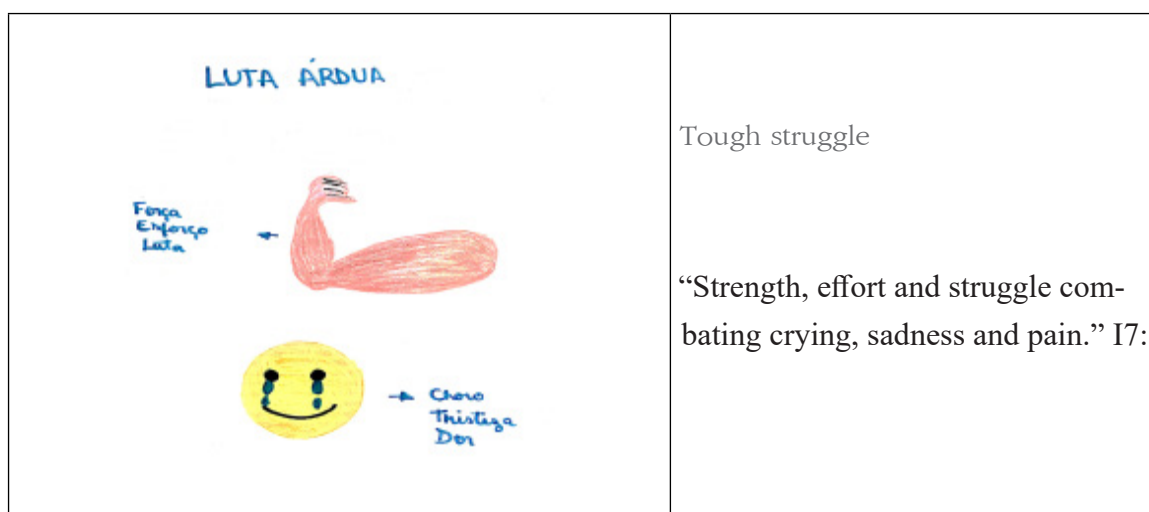 LUTA ÁRDUA
Força
Esforço
Luta
Choro
Tristeza
Dor
Tough struggle
“Strength, effort and struggle com-
bating crying, sadness and pain.” I7: